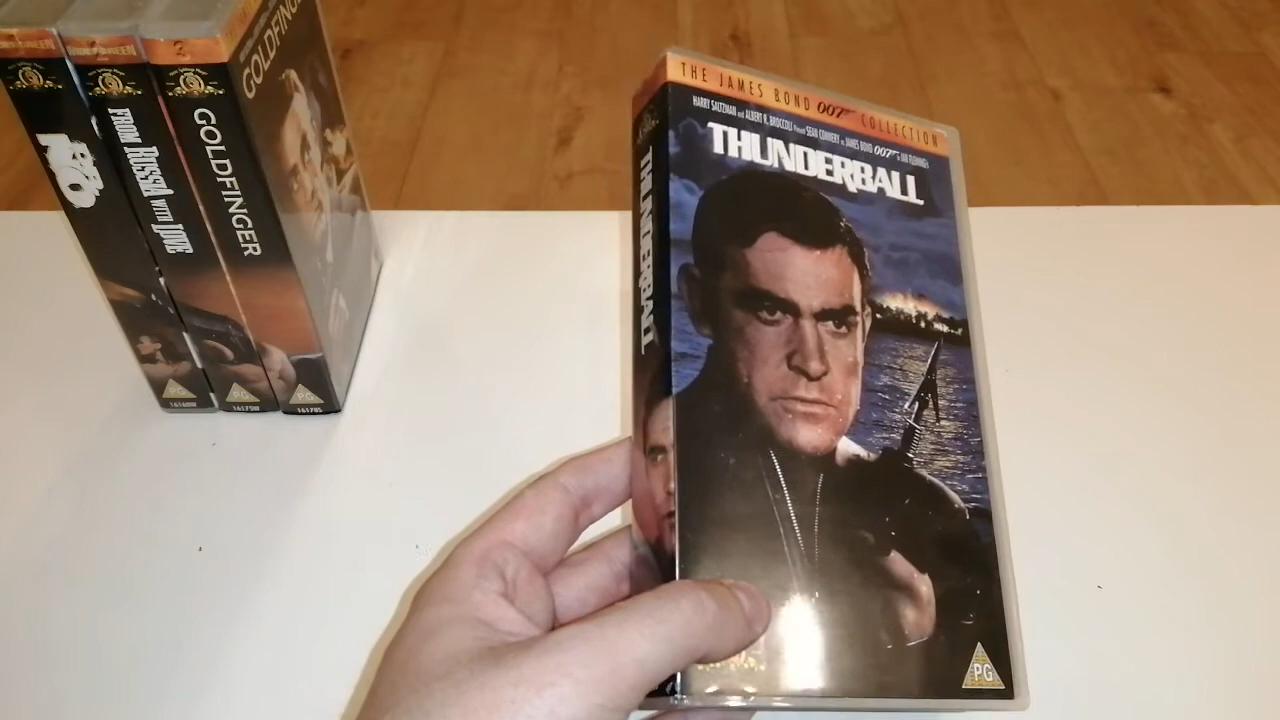 GOLDFINGER
FROM RUSSIA WITH LOVE
GOLDFINGER
3
PG
PG
PG
THE JAMES BOND 007 COLLECTION
HARRY SALTZMAN and ALBERT R. BROCCOLI Present SEAN CONNERY as JAMES BOND 007 in IAN FLEMING'S
THUNDERBALL
THUNDERBALL
PG